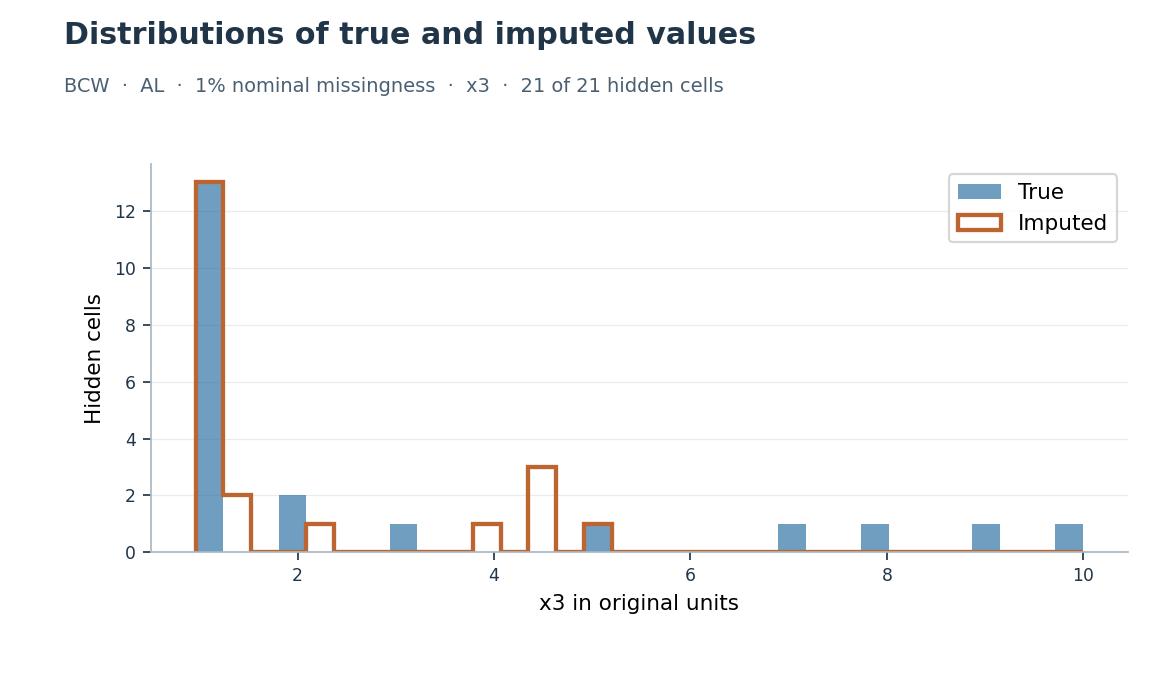 Distributions of true and imputed values
BCW · AL · 1% nominal missingness · x3 · 21 of 21 hidden cells
True
Imputed
12
10
8
6
4
2
0
Hidden cells
2 4 6 8 10
x3 in original units